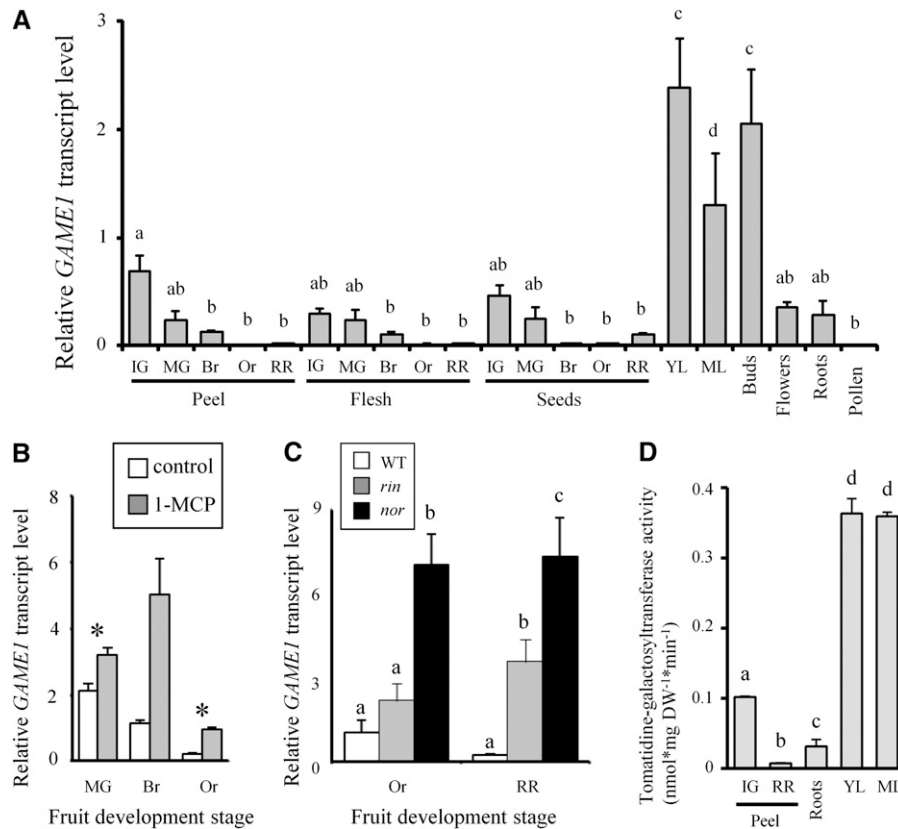 A
Relative GAME1 transcript level
3
2
1
0
a
ab
b
b
b
ab
ab
b
b
b
ab
ab
b
b
b
c
d
c
ab
ab
b
IG MG Br Or RR IG MG Br Or RR IG MG Br Or RR YL ML Buds Flowers Roots Pollen
Peel Flesh Seeds
B
control
1-MCP
Relative GAME1 transcript level
8
6
4
2
0
*
*
MG Br Or
Fruit development stage
C
WT
rin
nor
Relative GAME1 transcript level
9
6
3
0
a
a
b
a
b
c
Or RR
Fruit development stage
D
Tomatidine-galactosyltransferase activity
(nmol*mg DW-1*min-1)
0.4
0.3
0.2
0.1
0
a
b
c
d
d
IG RR Roots YL ML
Peel